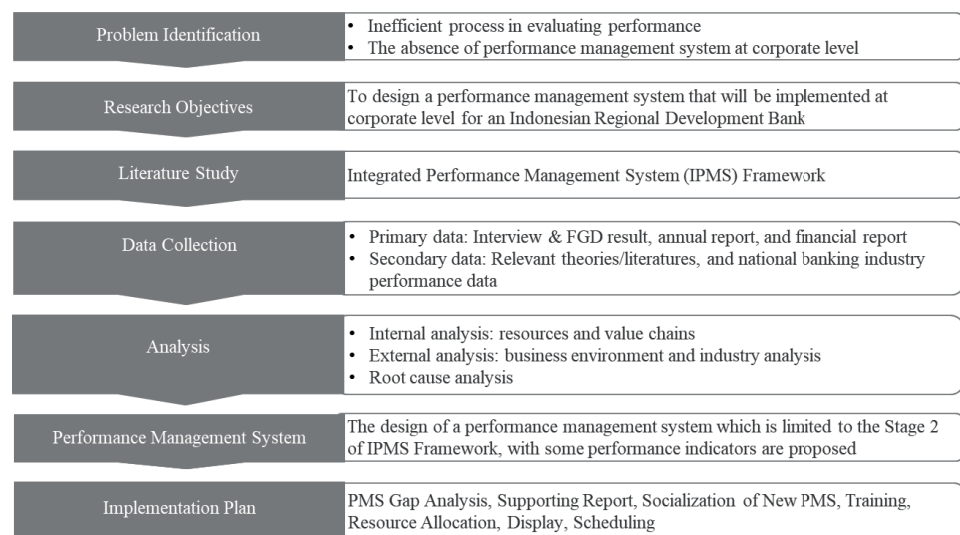 Problem Identification
• Inefficient process in evaluating performance
• The absence of performance management system at corporate level
Research Objectives
To design a performance management system that will be implemented at
corporate level for an Indonesian Regional Development Bank
Literature Study
Integrated Performance Management System (IPMS) Framework
Data Collection
• Primary data: Interview & FGD result, annual report, and financial report
• Secondary data: Relevant theories/literatures, and national banking industry
performance data
Analysis
• Internal analysis: resources and value chains
• External analysis: business environment and industry analysis
• Root cause analysis
Performance Management System
The design of a performance management system which is limited to the Stage 2
of IPMS Framework, with some performance indicators are proposed
Implementation Plan
PMS Gap Analysis, Supporting Report, Socialization of New PMS, Training,
Resource Allocation, Display, Scheduling